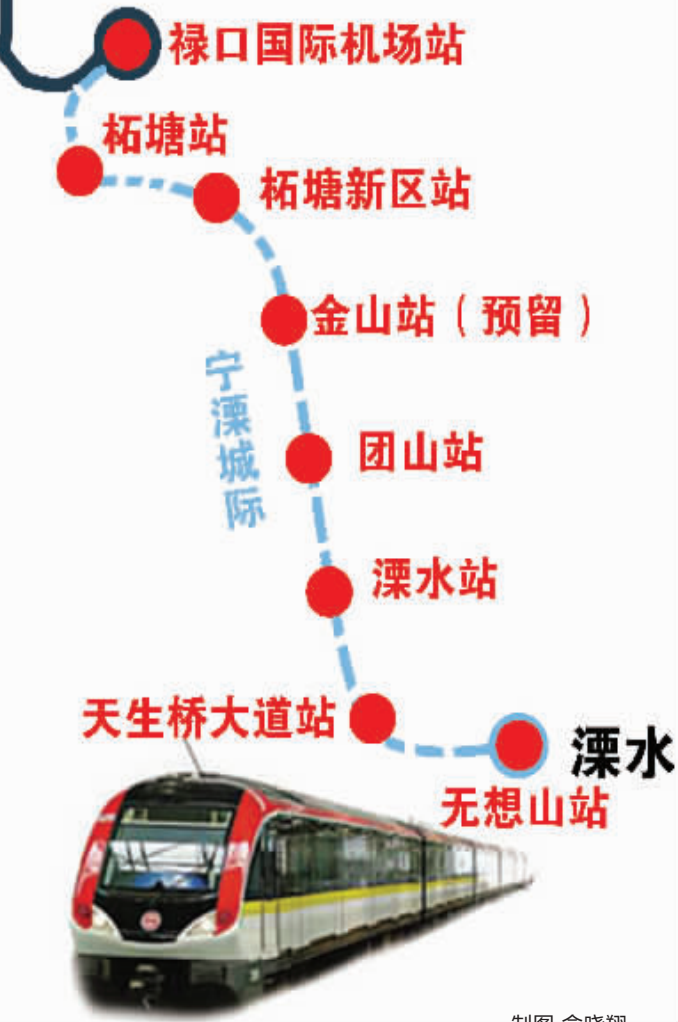 禄口国际机场站
柘塘站
柘塘新区站
金山站（预留）
宁溧城际
团山站
溧水站
天生桥大道站
溧水
无想山站